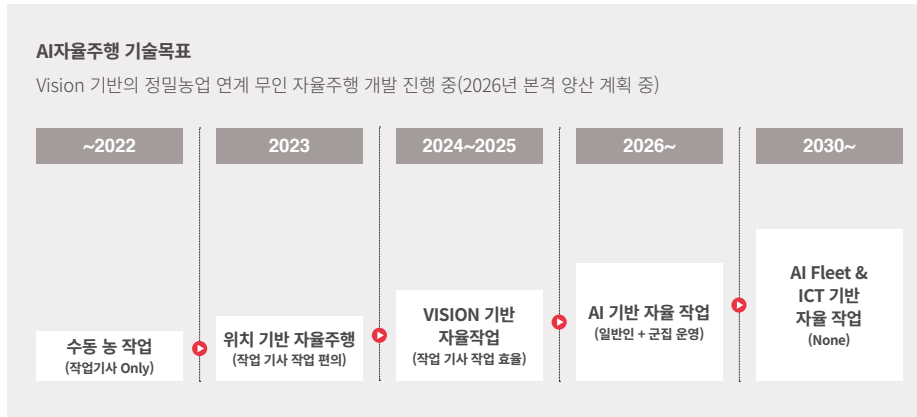 AI자율주행 기술목표
Vision 기반의 정밀농업 연계 무인 자율주행 개발 진행 중(2026년 본격 양산 계획 중)
~2022
2023
2024~2025
2026~
2030~
수동 농 작업
(작업기사 Only)
위치 기반 자율주행
(작업 기사 작업 편의)
VISION 기반
자율작업
(작업 기사 작업 효율)
AI 기반 자율 작업
(일반인 + 군집 운영)
AI Fleet &
ICT 기반
자율 작업
(None)